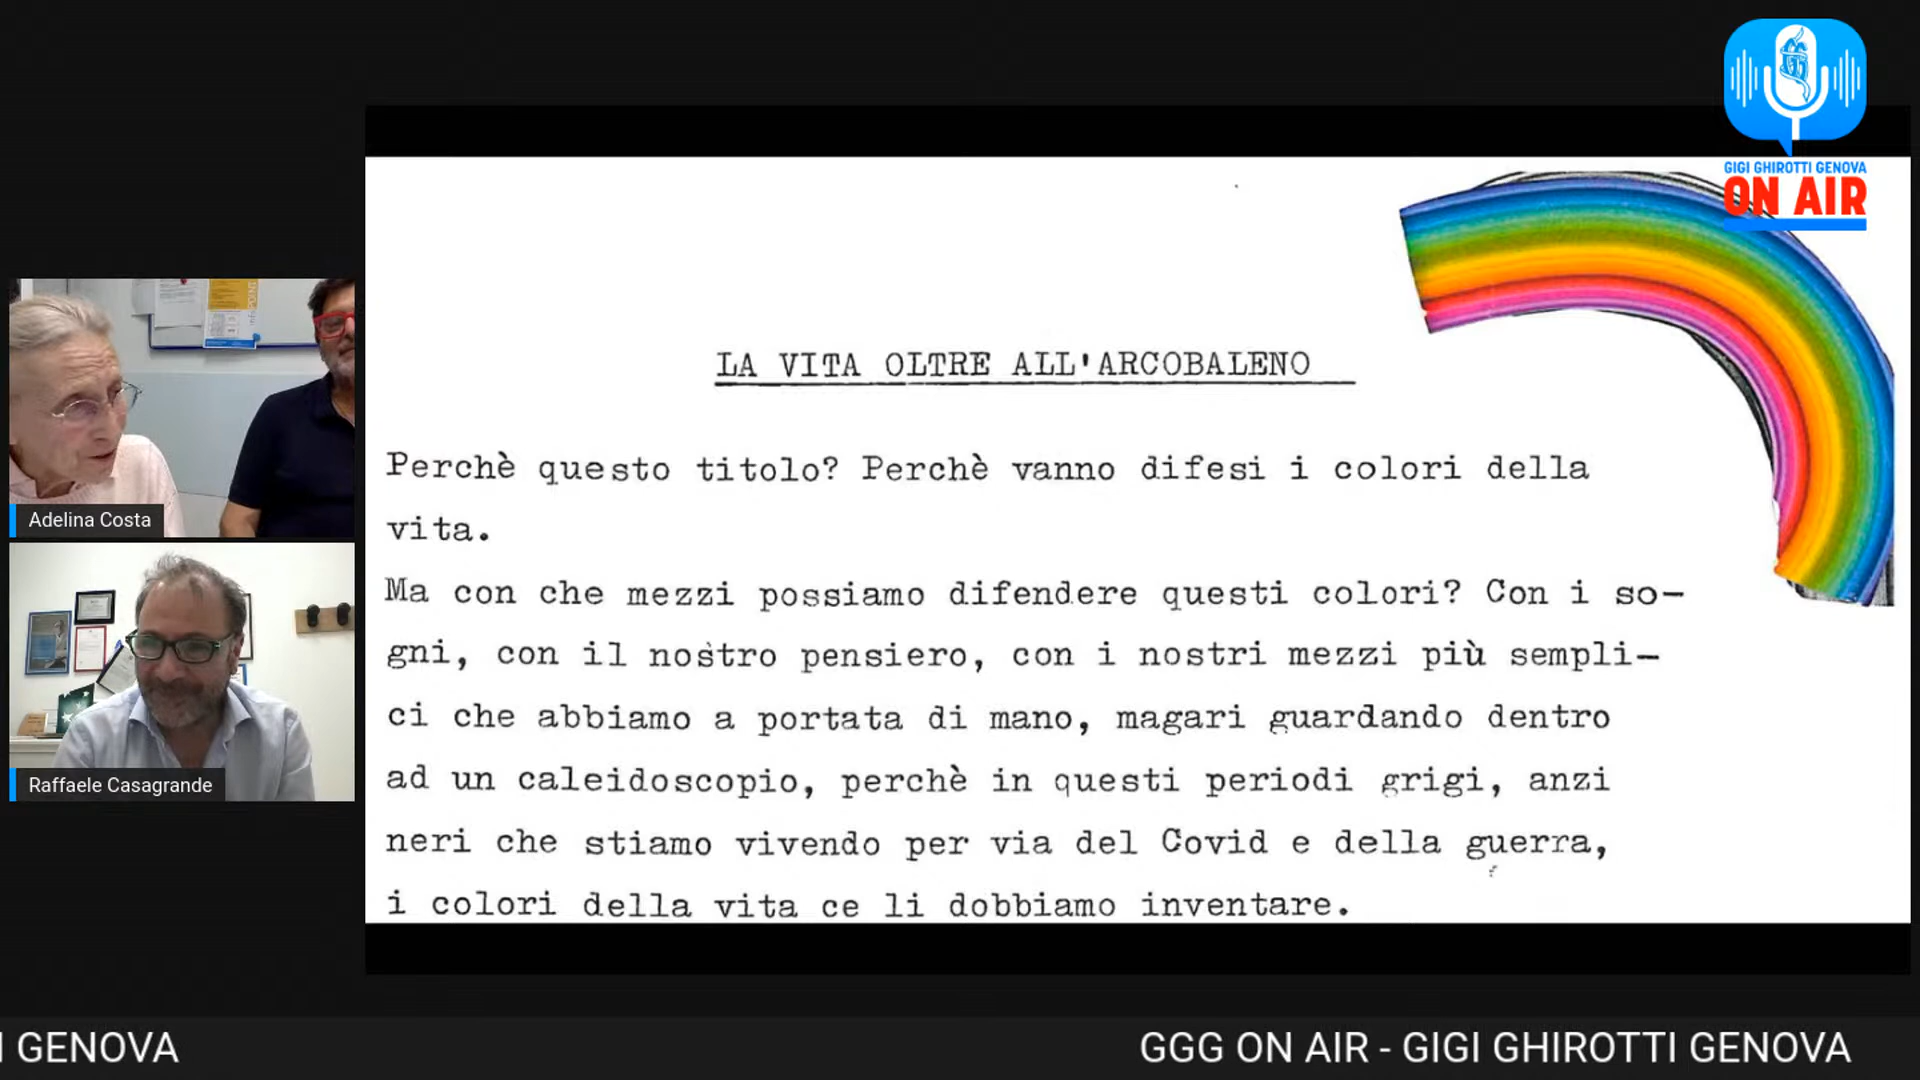 GIGI GHIROTTI GENOVA
ON AIR
LA VITA OLTRE ALL'ARCOBALENO
Perchè questo titolo? Perchè vanno difesi i colori della
vita.
Ma con che mezzi possiamo difendere questi colori? Con i so-
gni, con il nostro pensiero, con i nostri mezzi più sempli-
ci che abbiamo a portata di mano, magari guardando dentro
ad un caleidoscopio, perchè in questi periodi grigi, anzi
neri che stiamo vivendo per via del Covid e della guerra,
i colori della vita ce li dobbiamo inventare.
Adelina Costa
Raffaele Casagrande
I GENOVA
GGG ON AIR - GIGI GHIROTTI GENOVA